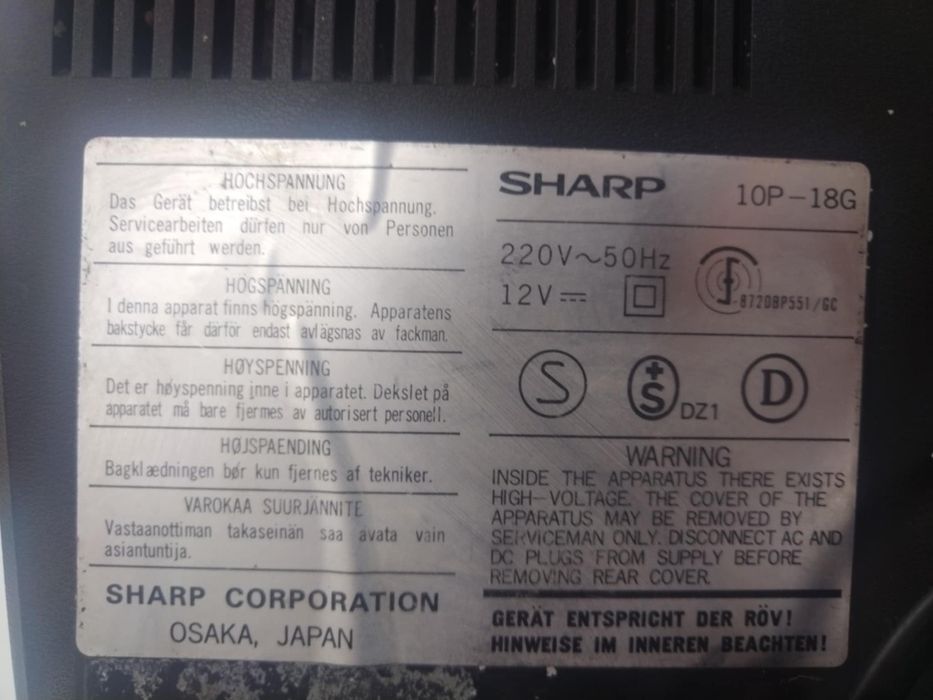 HOCHSPANNUNG
Das Gerät betreibst bei Hochspannung.
Servicearbeiten dürfen nur von Personen
aus geführt werden.
HÖGSPÄNNING
I denna apparat finns högspänning. Apparatens
bakstycke får därför endast avlägsnas av fackman.
HØYSPENNING
Det er høyspenning inne i apparatet. Dekslet på
apparatet må bare fjermes av autorisert personell.
HØJSPAENDING
Bagklædningen bør kun fjernes af tekniker.
VAROKAA SUURJÄNNITE
Vastaanottiman takaseinän saa avata vain
asiantuntija.
SHARP CORPORATION
OSAKA, JAPAN
SHARP 10P-18G
220V~50Hz
12V
8720BP551/GC
S
+S DZ1
D
WARNING
INSIDE THE APPARATUS THERE EXISTS
HIGH-VOLTAGE. THE COVER OF THE
APPARATUS MAY BE REMOVED BY
SERVICEMAN ONLY. DISCONNECT AC AND
DC PLUGS FROM SUPPLY BEFORE
REMOVING REAR COVER.
GERÄT ENTSPRICHT DER RÖV!
HINWEISE IM INNEREN BEACHTEN!